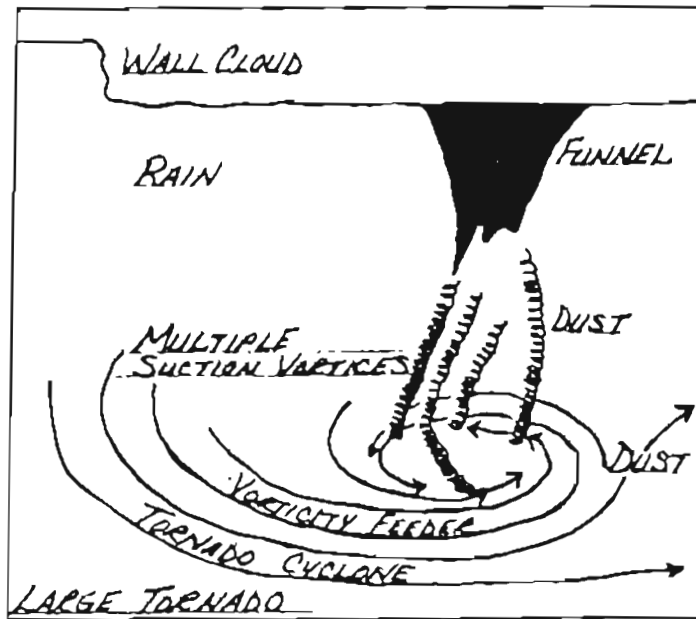 WALL CLOUD
FUNNEL
RAIN
DUST
MULTIPLE
SUCTION VORTICES
DUST
VORTICITY FEEDER
TORNADO CYCLONE
LARGE TORNADO